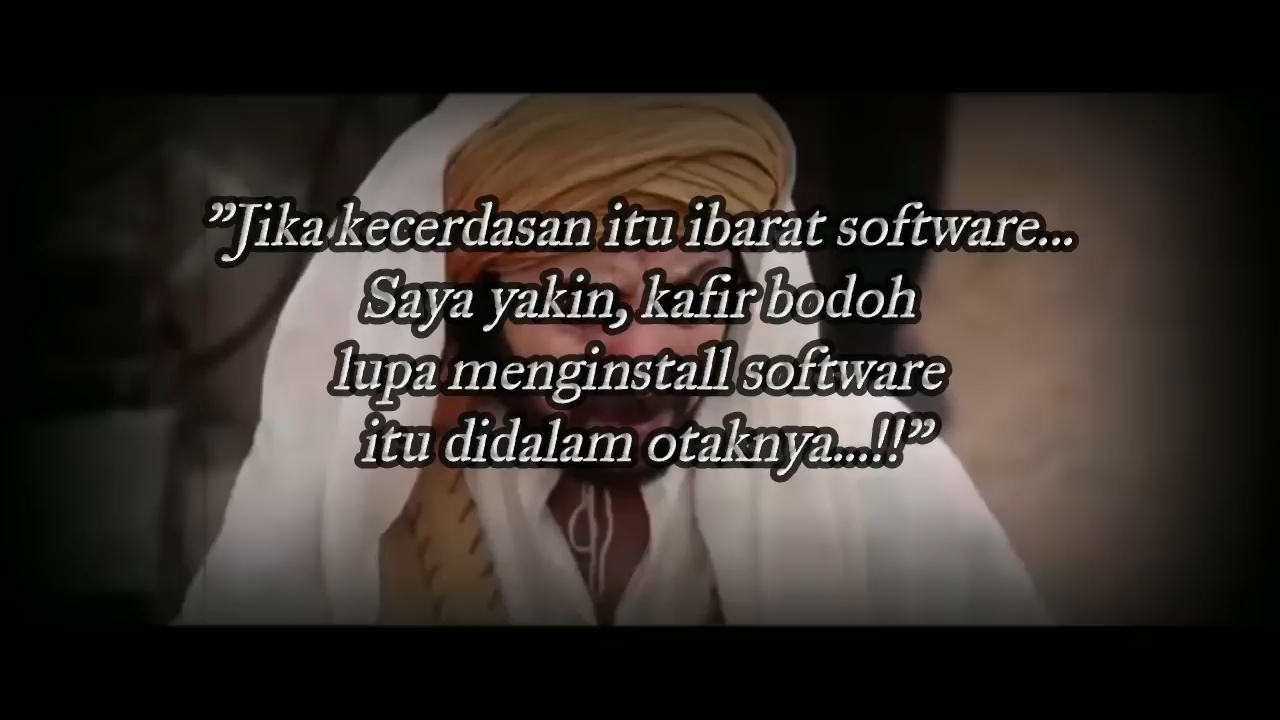 ”Jika kecerdasan itu ibarat software...
Saya yakin, kafir bodoh
lupa menginstall software
itu didalam otaknya...!!”